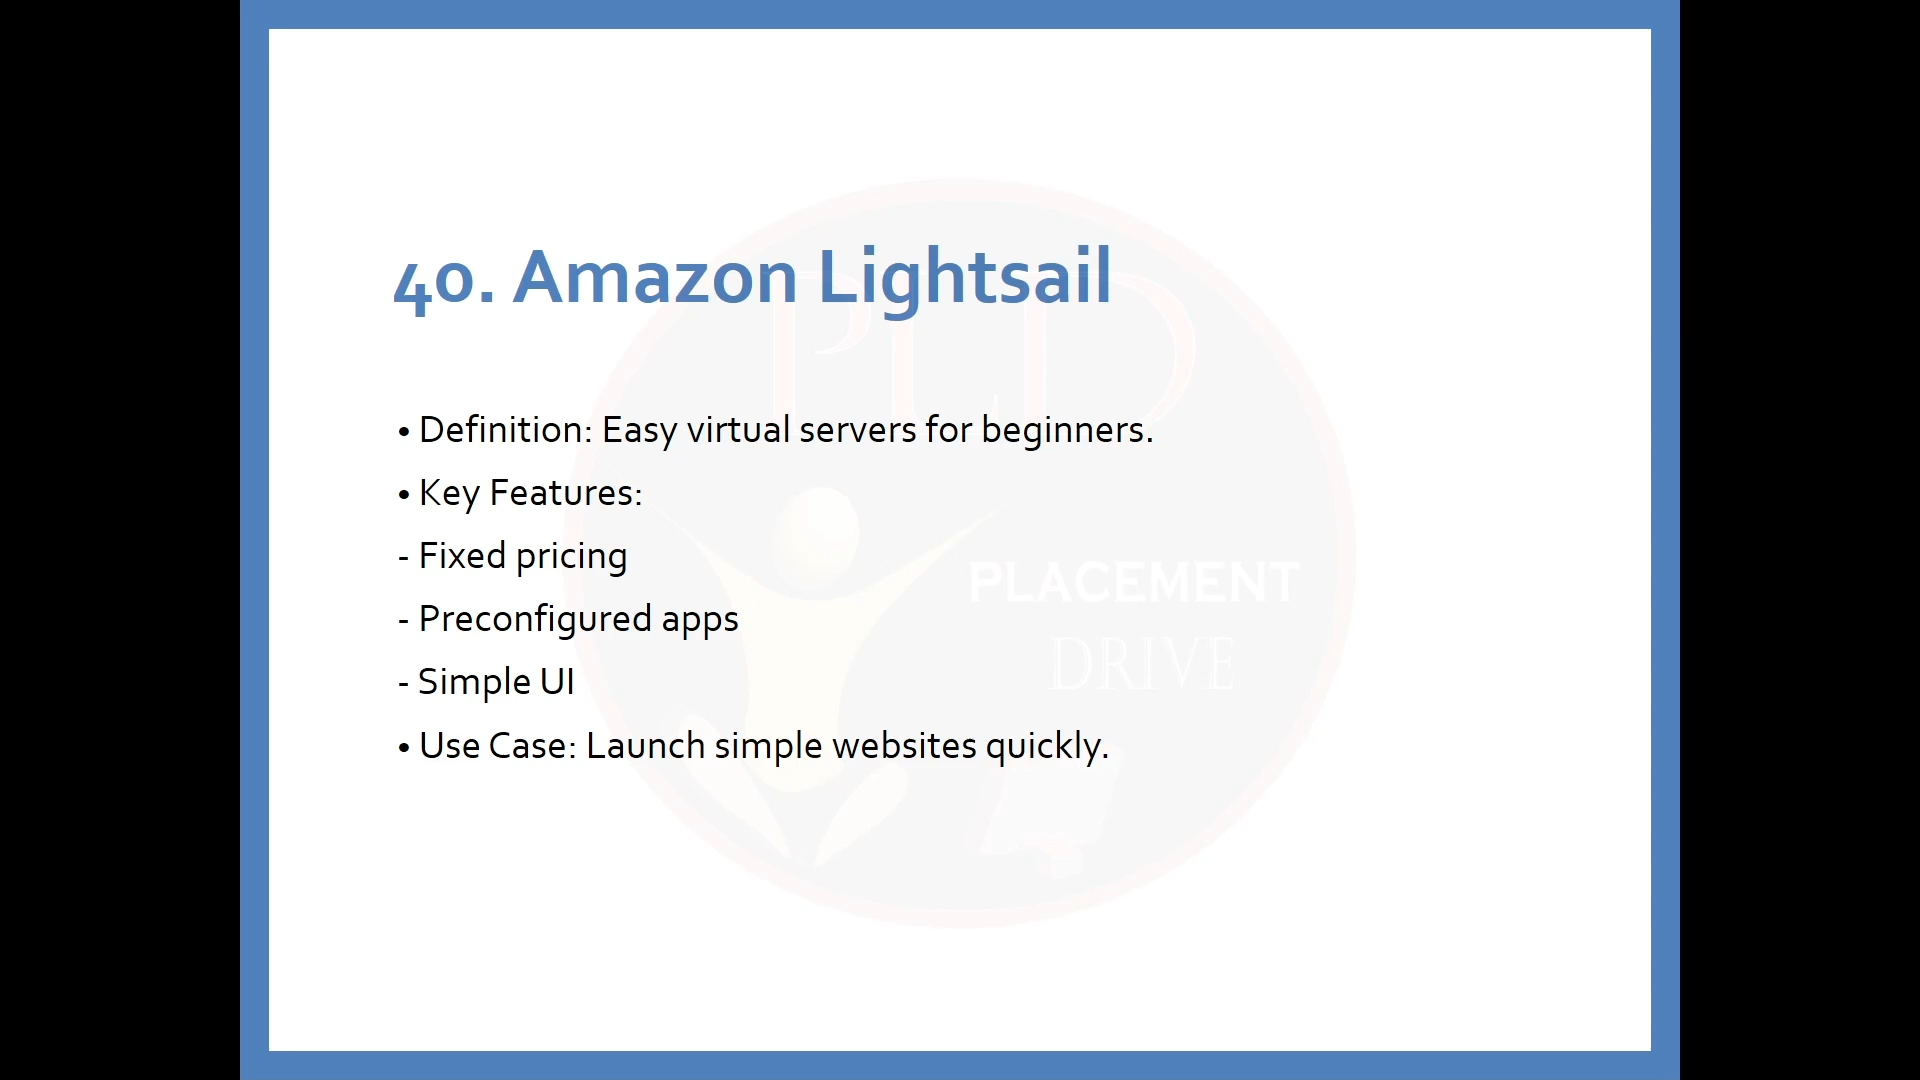 40. Amazon Lightsail
• Definition: Easy virtual servers for beginners.
• Key Features:
- Fixed pricing
- Preconfigured apps
- Simple UI
• Use Case: Launch simple websites quickly.
PLD
PLACEMENT
DRIVE